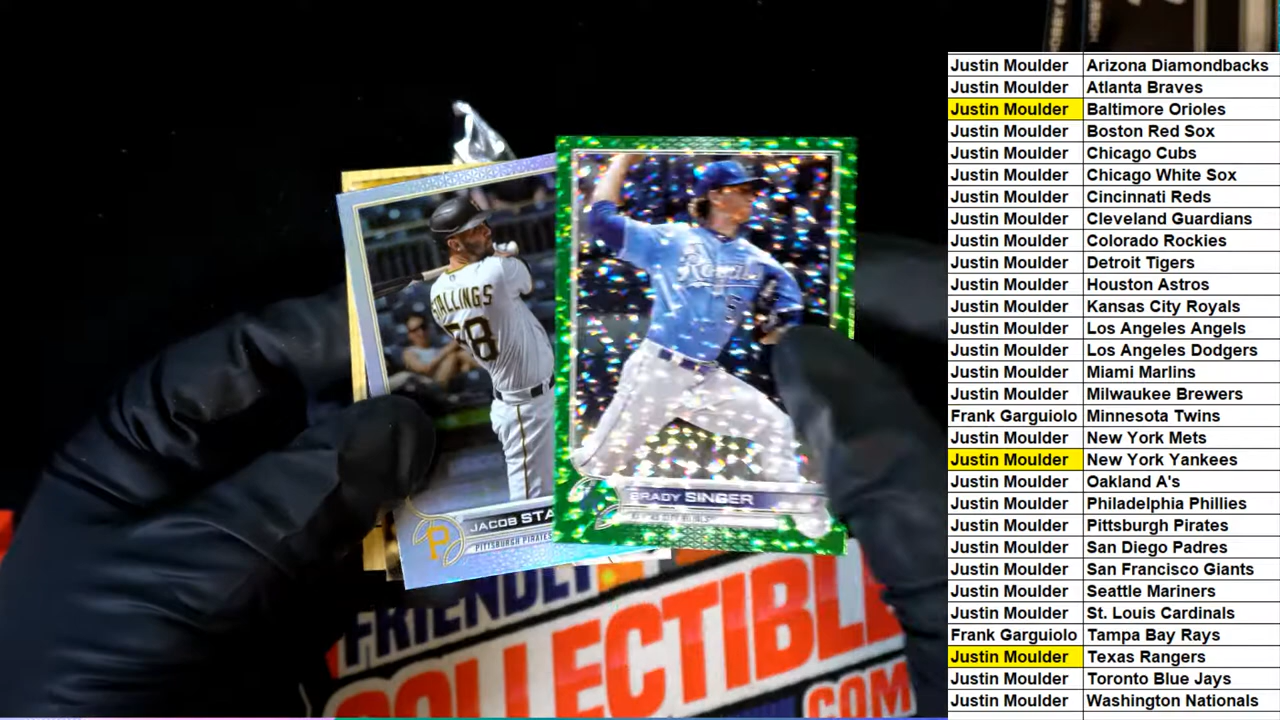 Justin Moulder Arizona Diamondbacks
Justin Moulder Atlanta Braves
Justin Moulder Baltimore Orioles
Justin Moulder Boston Red Sox
Justin Moulder Chicago Cubs
Justin Moulder Chicago White Sox
Justin Moulder Cincinnati Reds
Justin Moulder Cleveland Guardians
Justin Moulder Colorado Rockies
Justin Moulder Detroit Tigers
Justin Moulder Houston Astros
Justin Moulder Kansas City Royals
Justin Moulder Los Angeles Angels
Justin Moulder Los Angeles Dodgers
Justin Moulder Miami Marlins
Justin Moulder Milwaukee Brewers
Frank Garguiolo Minnesota Twins
Justin Moulder New York Mets
Justin Moulder New York Yankees
Justin Moulder Oakland A's
Justin Moulder Philadelphia Phillies
Justin Moulder Pittsburgh Pirates
Justin Moulder San Diego Padres
Justin Moulder San Francisco Giants
Justin Moulder Seattle Mariners
Justin Moulder St. Louis Cardinals
Frank Garguiolo Tampa Bay Rays
Justin Moulder Texas Rangers
Justin Moulder Toronto Blue Jays
Justin Moulder Washington Nationals
STALLINGS
58
Royals
P
JACOB STA
PITTSBURGH PIRATES
BRADY SINGER
FRIENDLY
COLLECTIBLE
.COM